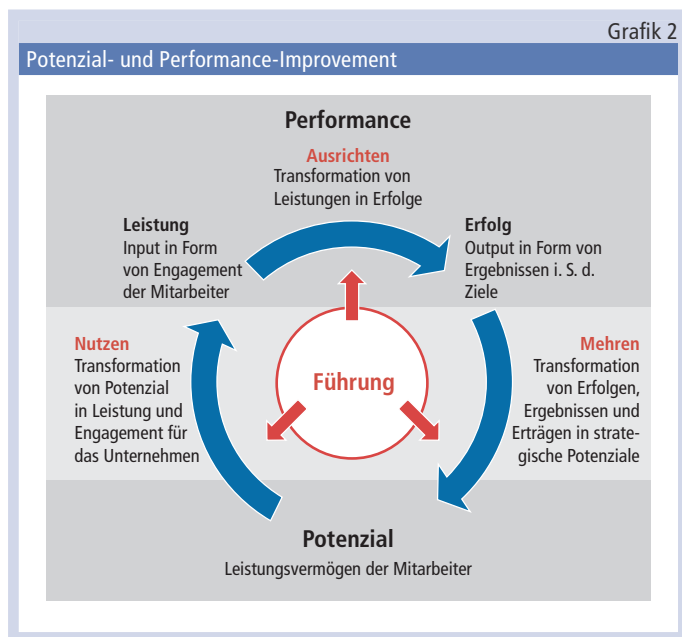 Grafik 2
Potenzial- und Performance-Improvement
Performance
Ausrichten
Transformation von
Leistungen in Erfolge
Leistung
Input in Form
von Engagement
der Mitarbeiter
Erfolg
Output in Form von
Ergebnissen i. S. d.
Ziele
Nutzen
Transformation
von Potenzial
in Leistung und
Engagement für
das Unternehmen
Führung
Mehren
Transformation
von Erfolgen,
Ergebnissen und
Erträgen in strate-
gische Potenziale
Potenzial
Leistungsvermögen der Mitarbeiter